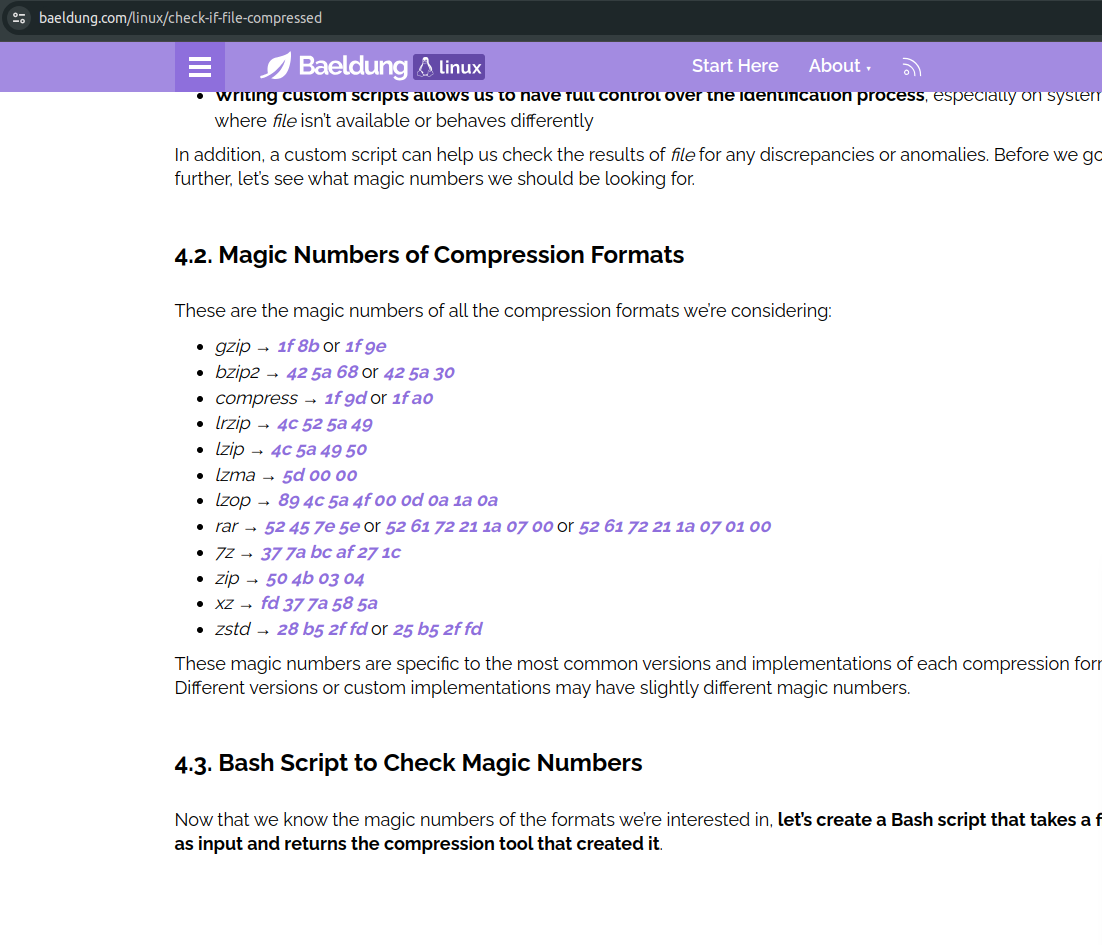 baeldung.com/linux/check-if-file-compressed
Baeldung linux
Start Here
About
Writing custom scripts allows us to have full control over the identification process, especially on system
where file isn’t available or behaves differently
In addition, a custom script can help us check the results of file for any discrepancies or anomalies. Before we go
further, let’s see what magic numbers we should be looking for.
4.2. Magic Numbers of Compression Formats
These are the magic numbers of all the compression formats we’re considering:
gzip → 1f 8b or 1f 9e
bzip2 → 42 5a 68 or 42 5a 30
compress → 1f 9d or 1f a0
lrzip → 4c 52 5a 49
lzip → 4c 5a 49 50
lzma → 5d 00 00
lzop → 89 4c 5a 4f 00 0d 0a 1a 0a
rar → 52 45 7e 5e or 52 61 72 21 1a 07 00 or 52 61 72 21 1a 07 01 00
7z → 37 7a bc af 27 1c
zip → 50 4b 03 04
xz → fd 37 7a 58 5a
zstd → 28 b5 2f fd or 25 b5 2f fd
These magic numbers are specific to the most common versions and implementations of each compression for
Different versions or custom implementations may have slightly different magic numbers.
4.3. Bash Script to Check Magic Numbers
Now that we know the magic numbers of the formats we’re interested in, let’s create a Bash script that takes a f
as input and returns the compression tool that created it.